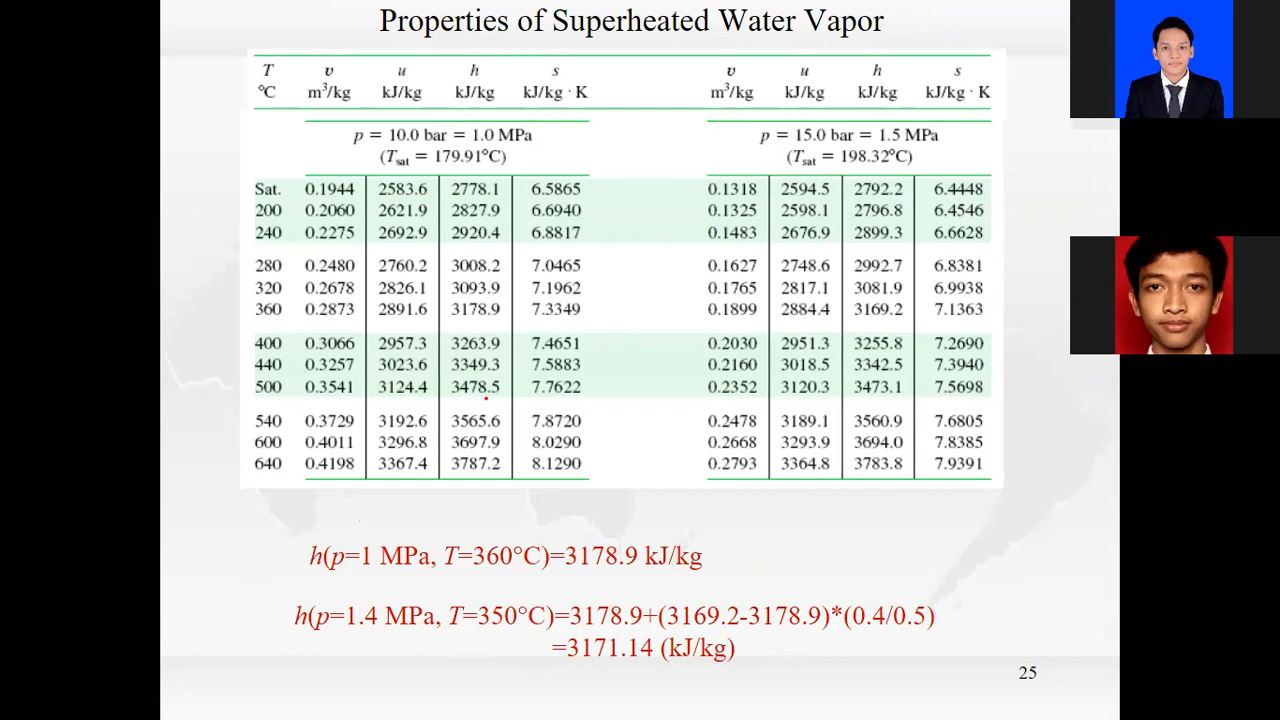 Properties of Superheated Water Vapor
T v u h s v u h s
°C m³/kg kJ/kg kJ/kg kJ/kg · K m³/kg kJ/kg kJ/kg kJ/kg · K
p = 10.0 bar = 1.0 MPa p = 15.0 bar = 1.5 MPa
(Tsat = 179.91°C) (Tsat = 198.32°C)
Sat. 0.1944 2583.6 2778.1 6.5865 0.1318 2594.5 2792.2 6.4448
200 0.2060 2621.9 2827.9 6.6940 0.1325 2598.1 2796.8 6.4546
240 0.2275 2692.9 2920.4 6.8817 0.1483 2676.9 2899.3 6.6628
280 0.2480 2760.2 3008.2 7.0465 0.1627 2748.6 2992.7 6.8381
320 0.2678 2826.1 3093.9 7.1962 0.1765 2817.1 3081.9 6.9938
360 0.2873 2891.6 3178.9 7.3349 0.1899 2884.4 3169.2 7.1363
400 0.3066 2957.3 3263.9 7.4651 0.2030 2951.3 3255.8 7.2690
440 0.3257 3023.6 3349.3 7.5883 0.2160 3018.5 3342.5 7.3940
500 0.3541 3124.4 3478.5 7.7622 0.2352 3120.3 3473.1 7.5698
540 0.3729 3192.6 3565.6 7.8720 0.2478 3189.1 3560.9 7.6805
600 0.4011 3296.8 3697.9 8.0290 0.2668 3293.9 3694.0 7.8385
640 0.4198 3367.4 3787.2 8.1290 0.2793 3364.8 3783.8 7.9391
h(p=1 MPa, T=360°C)=3178.9 kJ/kg
h(p=1.4 MPa, T=350°C)=3178.9+(3169.2-3178.9)*(0.4/0.5)
=3171.14 (kJ/kg)
25